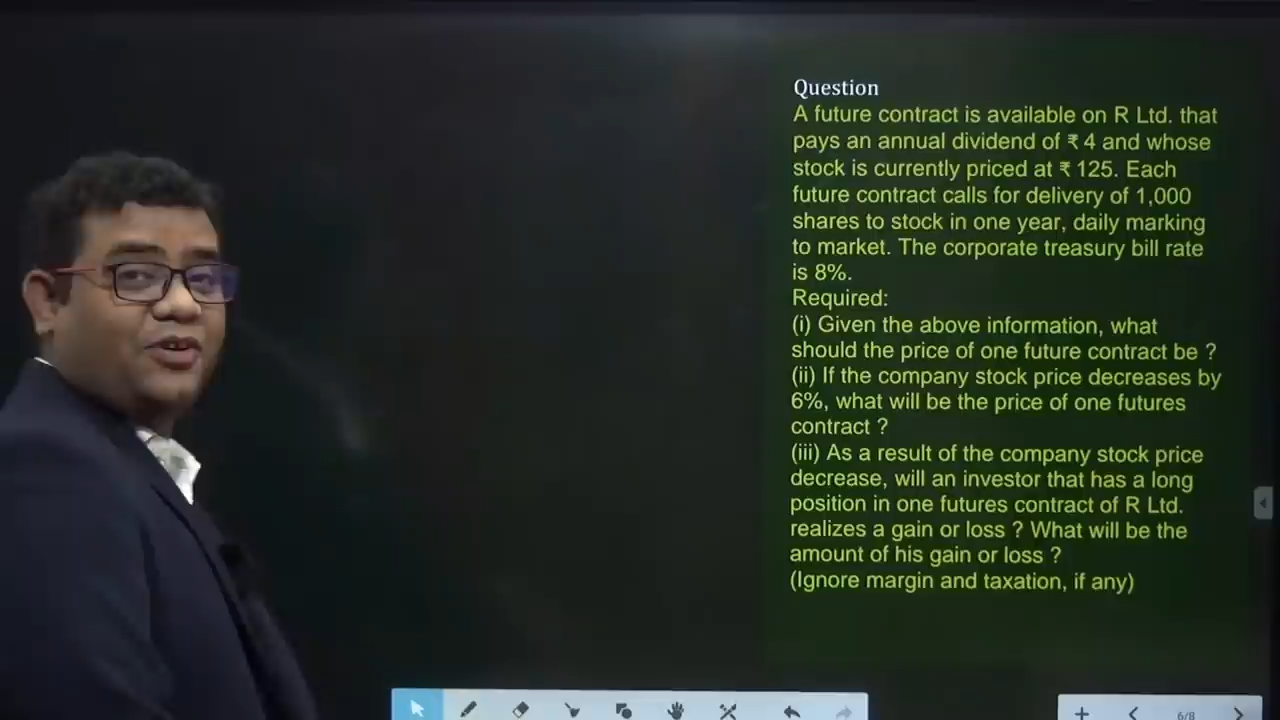 Question
A future contract is available on R Ltd. that
pays an annual dividend of ₹ 4 and whose
stock is currently priced at ₹ 125. Each
future contract calls for delivery of 1,000
shares to stock in one year, daily marking
to market. The corporate treasury bill rate
is 8%.
Required:
(i) Given the above information, what
should the price of one future contract be ?
(ii) If the company stock price decreases by
6%, what will be the price of one futures
contract ?
(iii) As a result of the company stock price
decrease, will an investor that has a long
position in one futures contract of R Ltd.
realizes a gain or loss ? What will be the
amount of his gain or loss ?
(Ignore margin and taxation, if any)
6/8